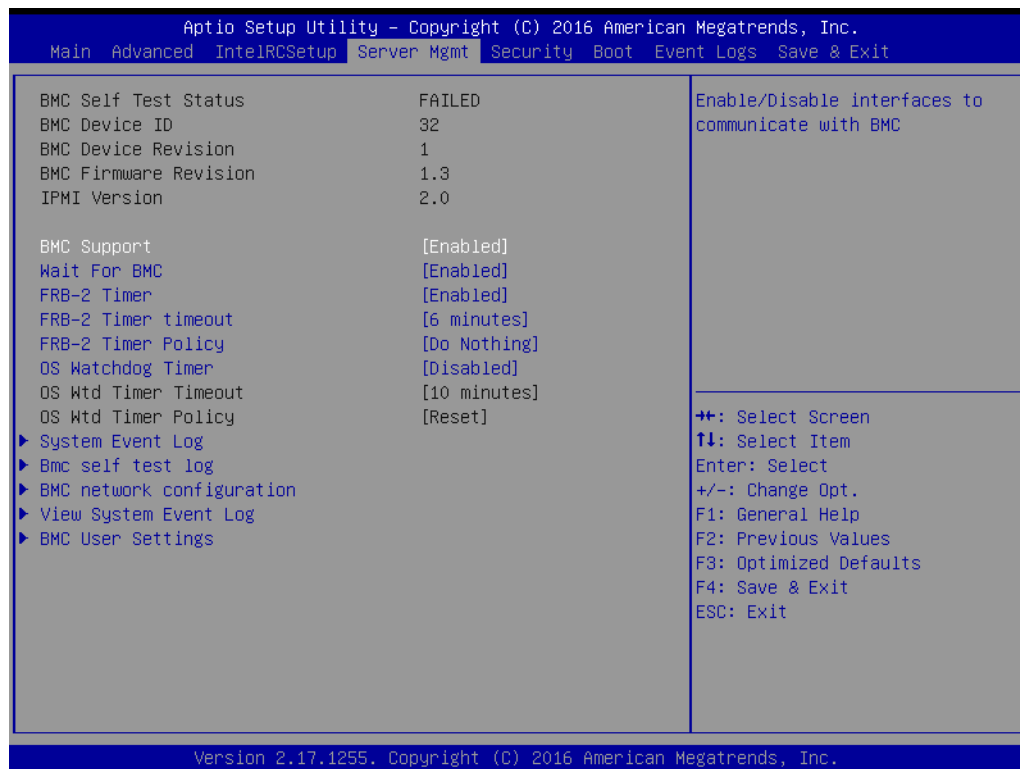 Aptio Setup Utility – Copyright (C) 2016 American Megatrends, Inc.
Main Advanced IntelRCSetup Server Mgmt Security Boot Event Logs Save & Exit
BMC Self Test Status FAILED
BMC Device ID 32
BMC Device Revision 1
BMC Firmware Revision 1.3
IPMI Version 2.0
BMC Support [Enabled]
Wait For BMC [Enabled]
FRB-2 Timer [Enabled]
FRB-2 Timer timeout [6 minutes]
FRB-2 Timer Policy [Do Nothing]
OS Watchdog Timer [Disabled]
OS Wtd Timer Timeout [10 minutes]
OS Wtd Timer Policy [Reset]
System Event Log
Bmc self test log
BMC network configuration
View System Event Log
BMC User Settings
Enable/Disable interfaces to
communicate with BMC
→←: Select Screen
↑↓: Select Item
Enter: Select
+/-: Change Opt.
F1: General Help
F2: Previous Values
F3: Optimized Defaults
F4: Save & Exit
ESC: Exit
Version 2.17.1255. Copyright (C) 2016 American Megatrends, Inc.